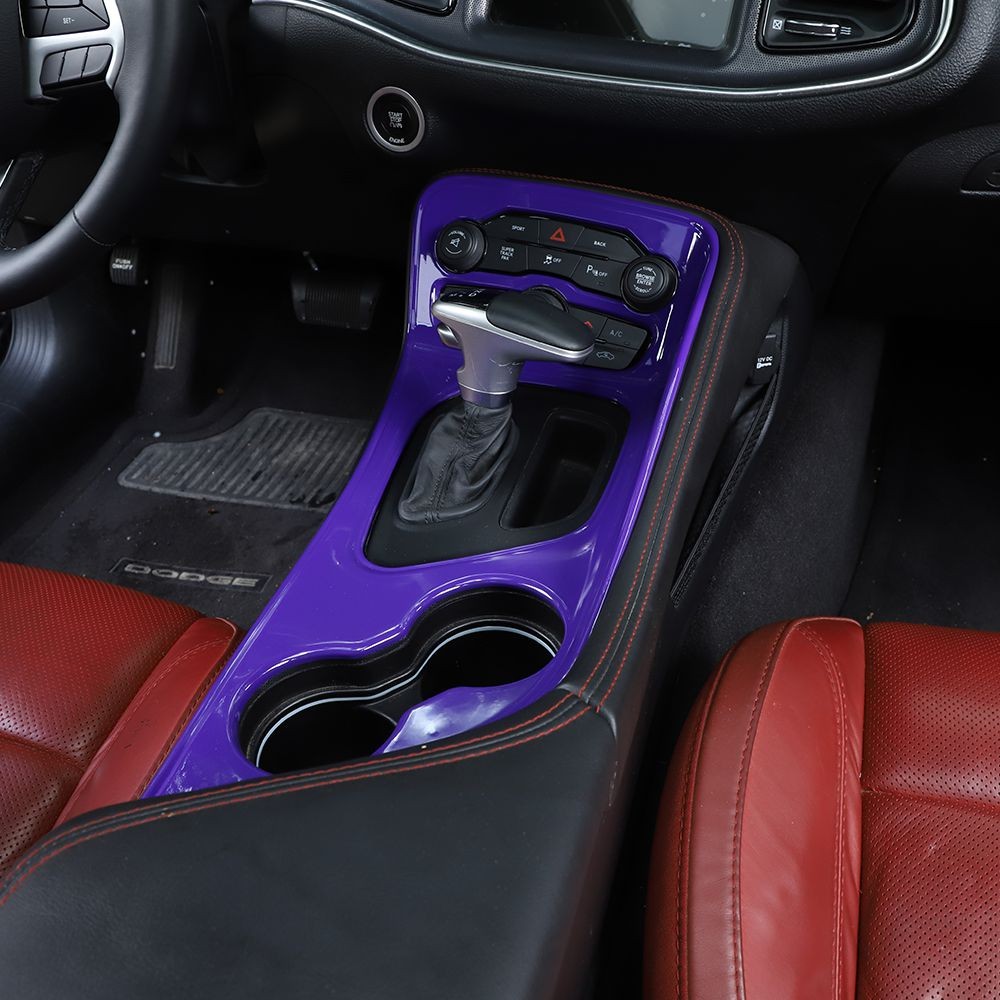 SET-
START
STOP
ENGINE
SPORT
BACK
SUPER
TRACK
PAK
OFF
P OFF
BROWSE
ENTER
A/C
PUSH
ON/OFF
12V DC
DODGE